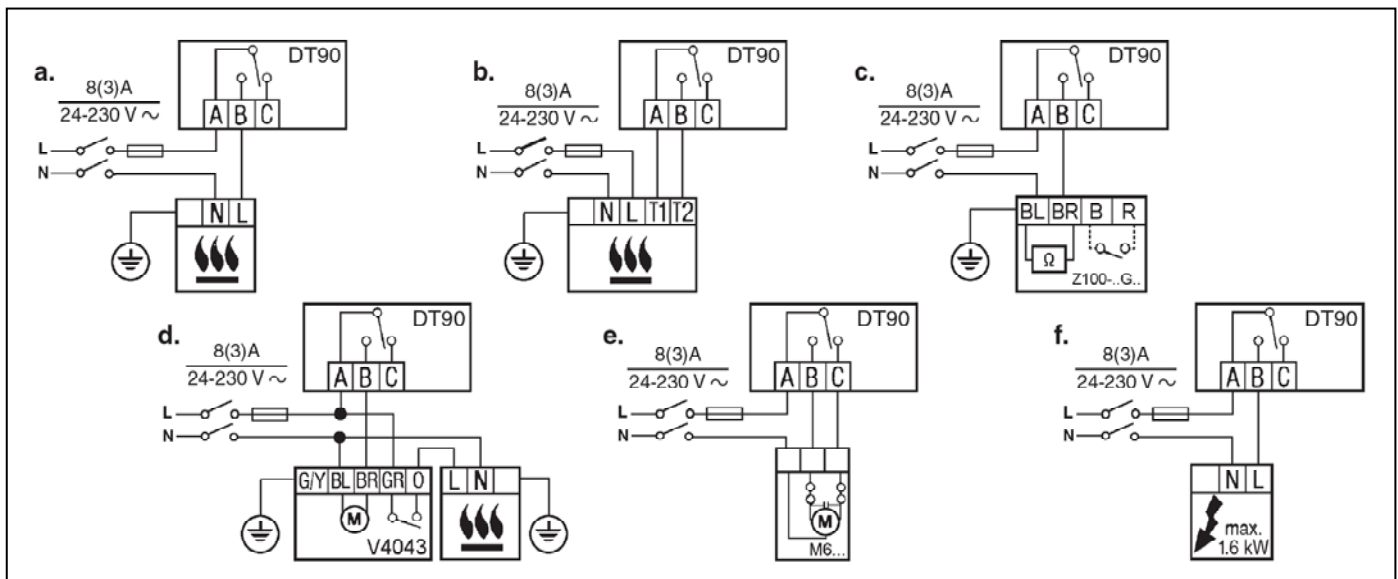 a.
DT90
8(3)A
24-230 V ~
A B C
L
N
N L
b.
DT90
8(3)A
24-230 V ~
A B C
L
N
N L T1 T2
c.
DT90
8(3)A
24-230 V ~
A B C
L
N
BL BR B R
Ω
Z100-..G..
d.
DT90
8(3)A
24-230 V ~
A B C
L
N
G/Y BL BR GR O
M
V4043
L N
e.
DT90
8(3)A
24-230 V ~
A B C
L
N
M
M6...
f.
DT90
8(3)A
24-230 V ~
A B C
L
N
N L
max.
1.6 kW